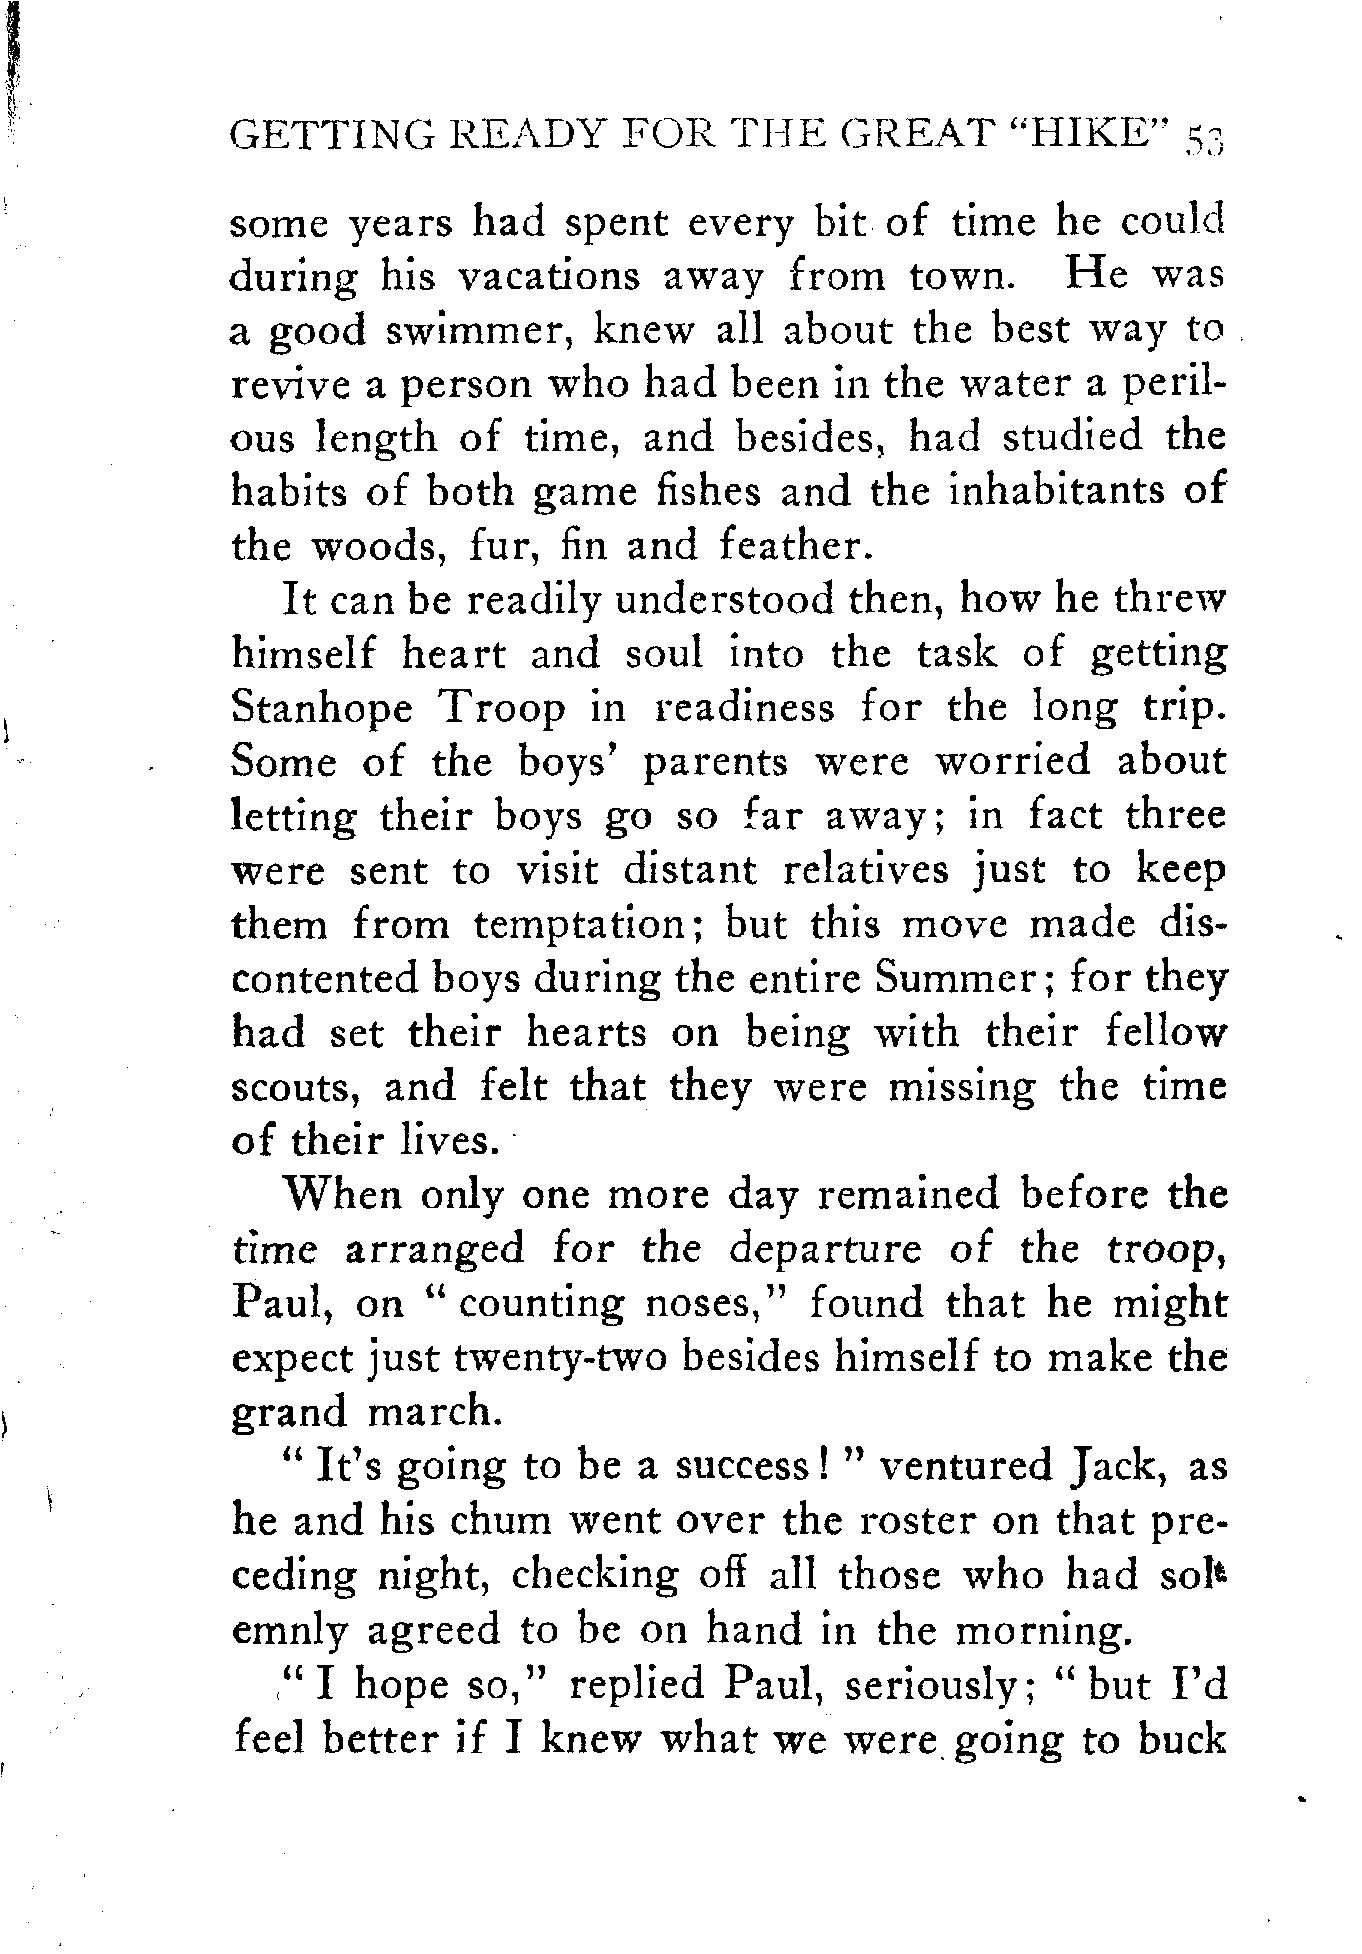 GETTING READY FOR THE GREAT “HIKE” 53
some years had spent every bit of time he could
during his vacations away from town. He was
a good swimmer, knew all about the best way to
revive a person who had been in the water a peril-
ous length of time, and besides, had studied the
habits of both game fishes and the inhabitants of
the woods, fur, fin and feather.
It can be readily understood then, how he threw
himself heart and soul into the task of getting
Stanhope Troop in readiness for the long trip.
Some of the boys’ parents were worried about
letting their boys go so far away; in fact three
were sent to visit distant relatives just to keep
them from temptation; but this move made dis-
contented boys during the entire Summer; for they
had set their hearts on being with their fellow
scouts, and felt that they were missing the time
of their lives.
When only one more day remained before the
time arranged for the departure of the troop,
Paul, on “ counting noses,” found that he might
expect just twenty-two besides himself to make the
grand march.
“ It’s going to be a success! ” ventured Jack, as
he and his chum went over the roster on that pre-
ceding night, checking off all those who had sol-
emnly agreed to be on hand in the morning.
“ I hope so,” replied Paul, seriously; “ but I’d
feel better if I knew what we were going to buck